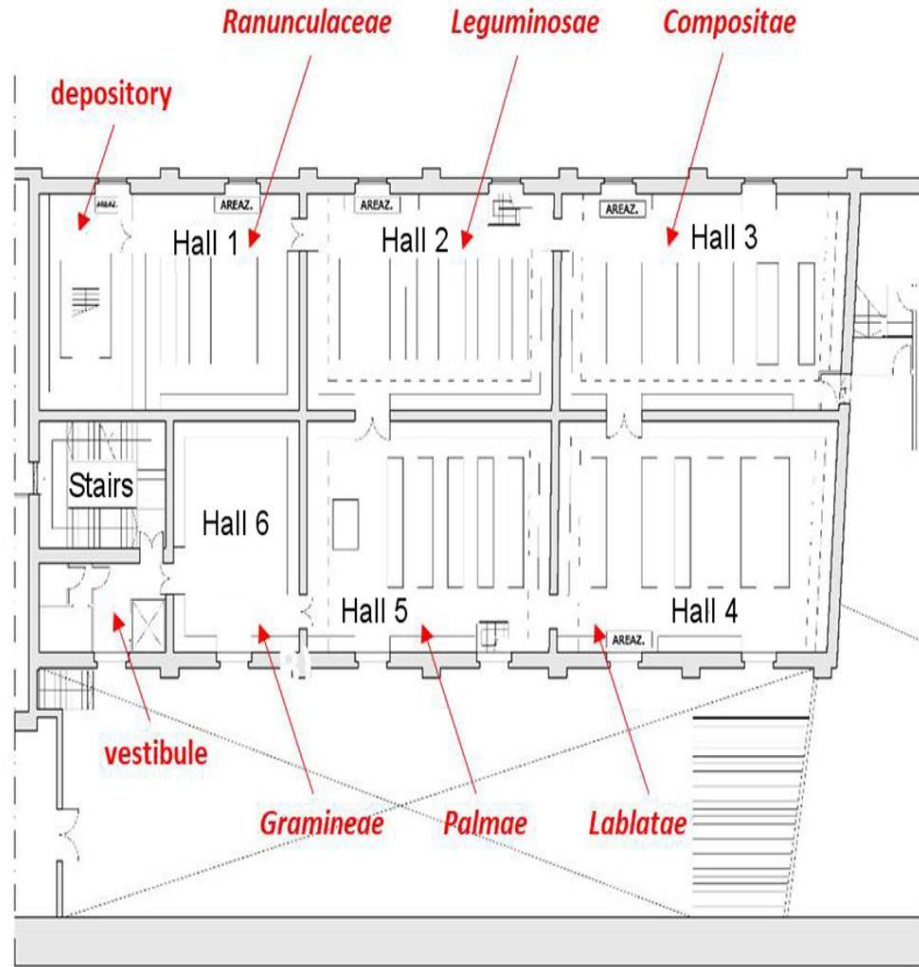 Ranunculaceae
Leguminosae
Compositae
depository
AREAZ.
AREAZ.
AREAZ.
AREAZ.
Hall 1
Hall 2
Hall 3
Stairs
Hall 6
Hall 5
Hall 4
AREAZ.
vestibule
Gramineae
Palmae
Lablatae